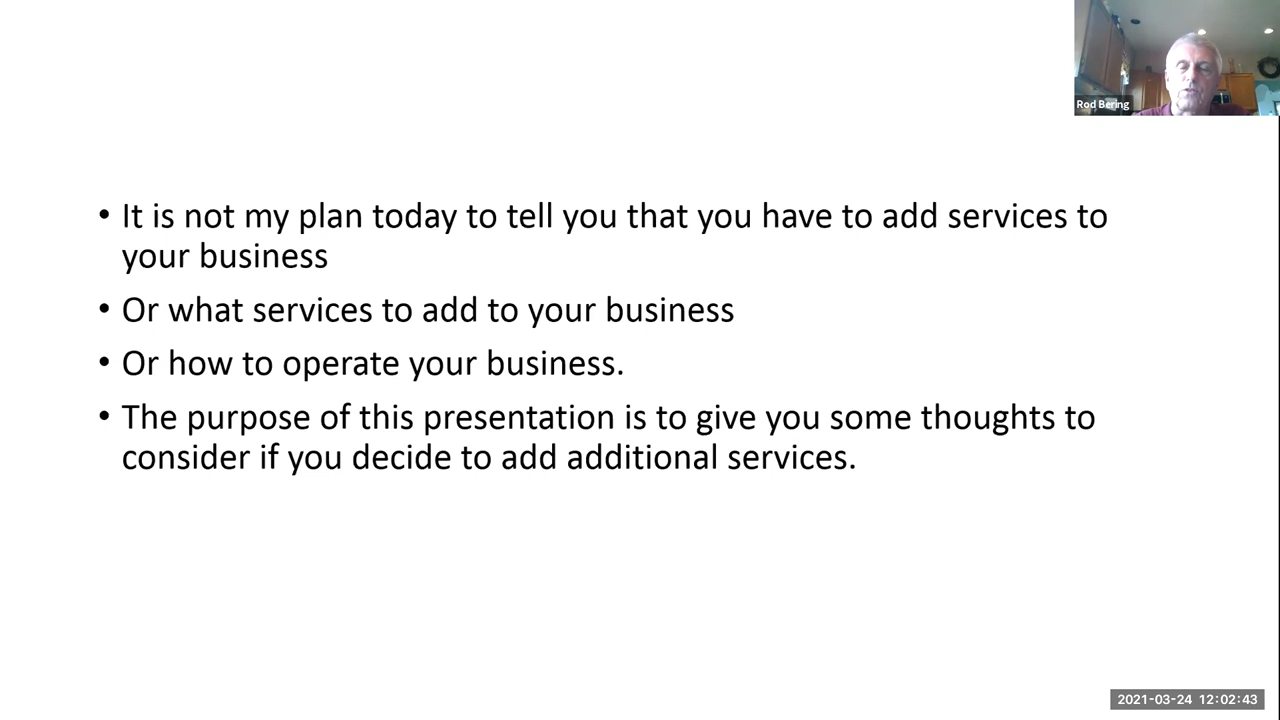 Rod Bering
• It is not my plan today to tell you that you have to add services to
your business
• Or what services to add to your business
• Or how to operate your business.
• The purpose of this presentation is to give you some thoughts to
consider if you decide to add additional services.
2021-03-24 12:02:43